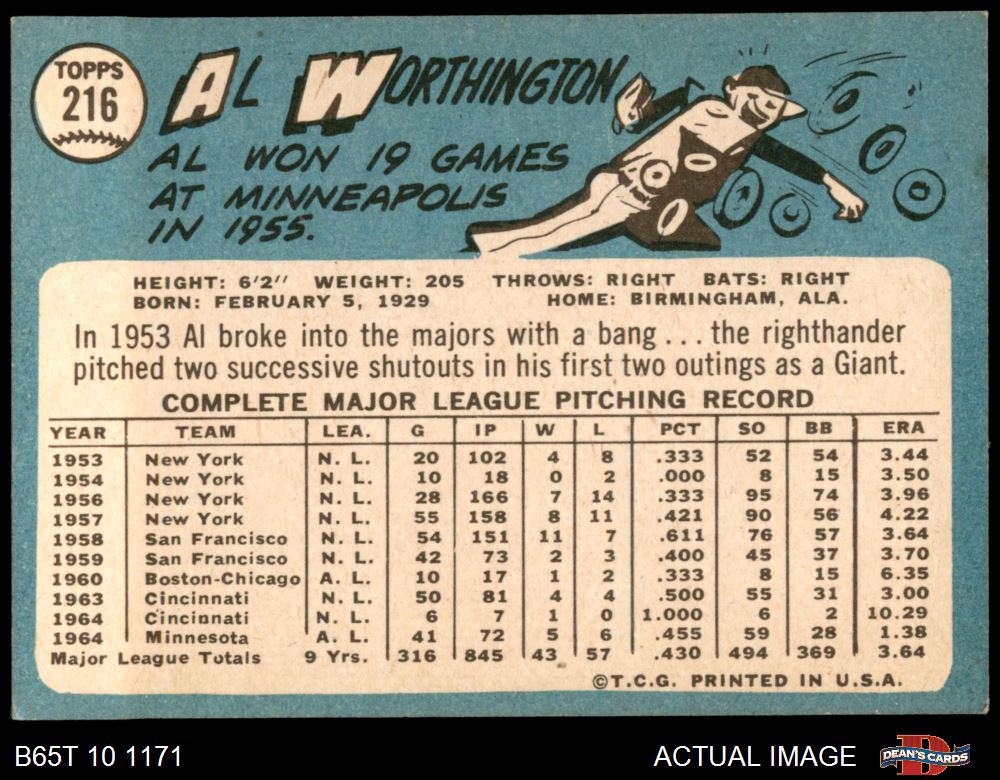 TOPPS
216
AL WORTHINGTON
AL WON 19 GAMES
AT MINNEAPOLIS
IN 1955.
HEIGHT: 6'2" WEIGHT: 205 THROWS: RIGHT BATS: RIGHT
BORN: FEBRUARY 5, 1929 HOME: BIRMINGHAM, ALA.
In 1953 Al broke into the majors with a bang . . . the righthander
pitched two successive shutouts in his first two outings as a Giant.
COMPLETE MAJOR LEAGUE PITCHING RECORD
YEAR TEAM LEA. G IP W L PCT SO BB ERA
1953 New York N. L. 20 102 4 8 .333 52 54 3.44
1954 New York N. L. 10 18 0 2 .000 8 15 3.50
1956 New York N. L. 28 166 7 14 .333 95 74 3.96
1957 New York N. L. 55 158 8 11 .421 90 56 4.22
1958 San Francisco N. L. 54 151 11 7 .611 76 57 3.64
1959 San Francisco N. L. 42 73 2 3 .400 45 37 3.70
1960 Boston-Chicago A. L. 10 17 1 2 .333 8 15 6.35
1963 Cincinnati N. L. 50 81 4 4 .500 55 31 3.00
1964 Cincinnati N. L. 6 7 1 0 1.000 6 2 10.29
1964 Minnesota A. L. 41 72 5 6 .455 59 28 1.38
Major League Totals 9 Yrs. 316 845 43 57 .430 494 369 3.64
©T.C.G. PRINTED IN U.S.A.
B65T 10 1171 ACTUAL IMAGE DEAN'S CARDS